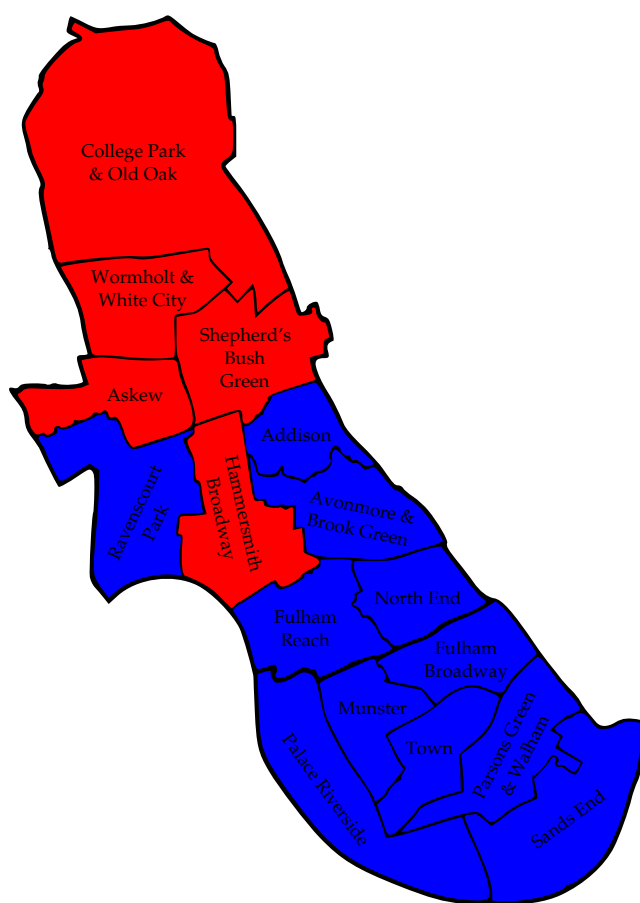 College Park
& Old Oak
Wormholt &
White City
Shepherd's
Bush
Green
Askew
Addison
Ravenscourt
Park
Hammersmith
Broadway
Avonmore &
Brook Green
North End
Fulham
Reach
Fulham
Broadway
Munster
Town
Parsons Green
& Walham
Palace Riverside
Sands End